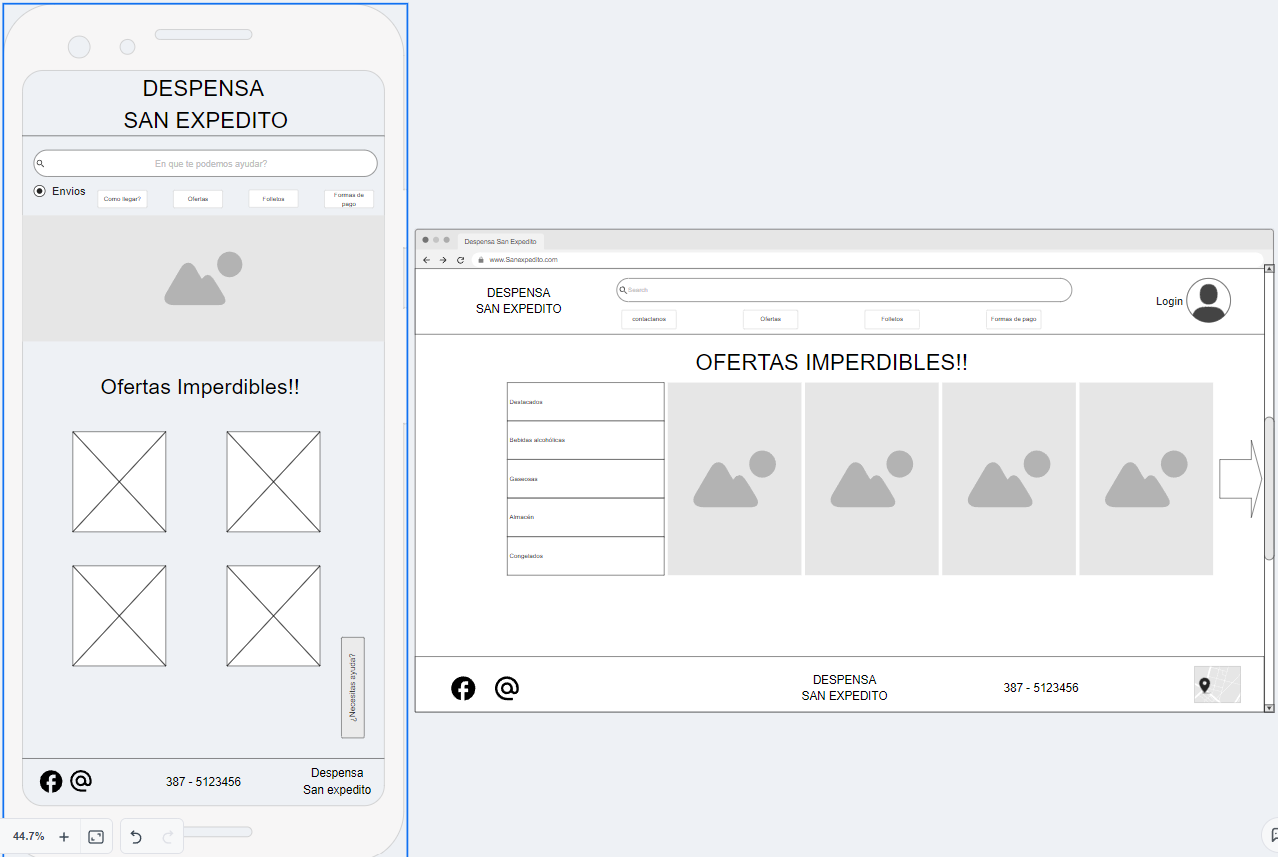 DESPENSA
SAN EXPEDITO
En que te podemos ayudar?
Envios
Como llegar?
Ofertas
Folletos
Formas de
pago
Ofertas Imperdibles!!
¿Necesitas ayuda?
387 - 5123456
Despensa
San expedito
44.7%
Despensa San Expedito
www.Sanexpedito.com
DESPENSA
SAN EXPEDITO
Search
contactanos
Ofertas
Folletos
Formas de pago
Login
OFERTAS IMPERDIBLES!!
Destacados
Bebidas alcohólicas
Gaseosas
Almacén
Congelados
DESPENSA
SAN EXPEDITO
387 - 5123456